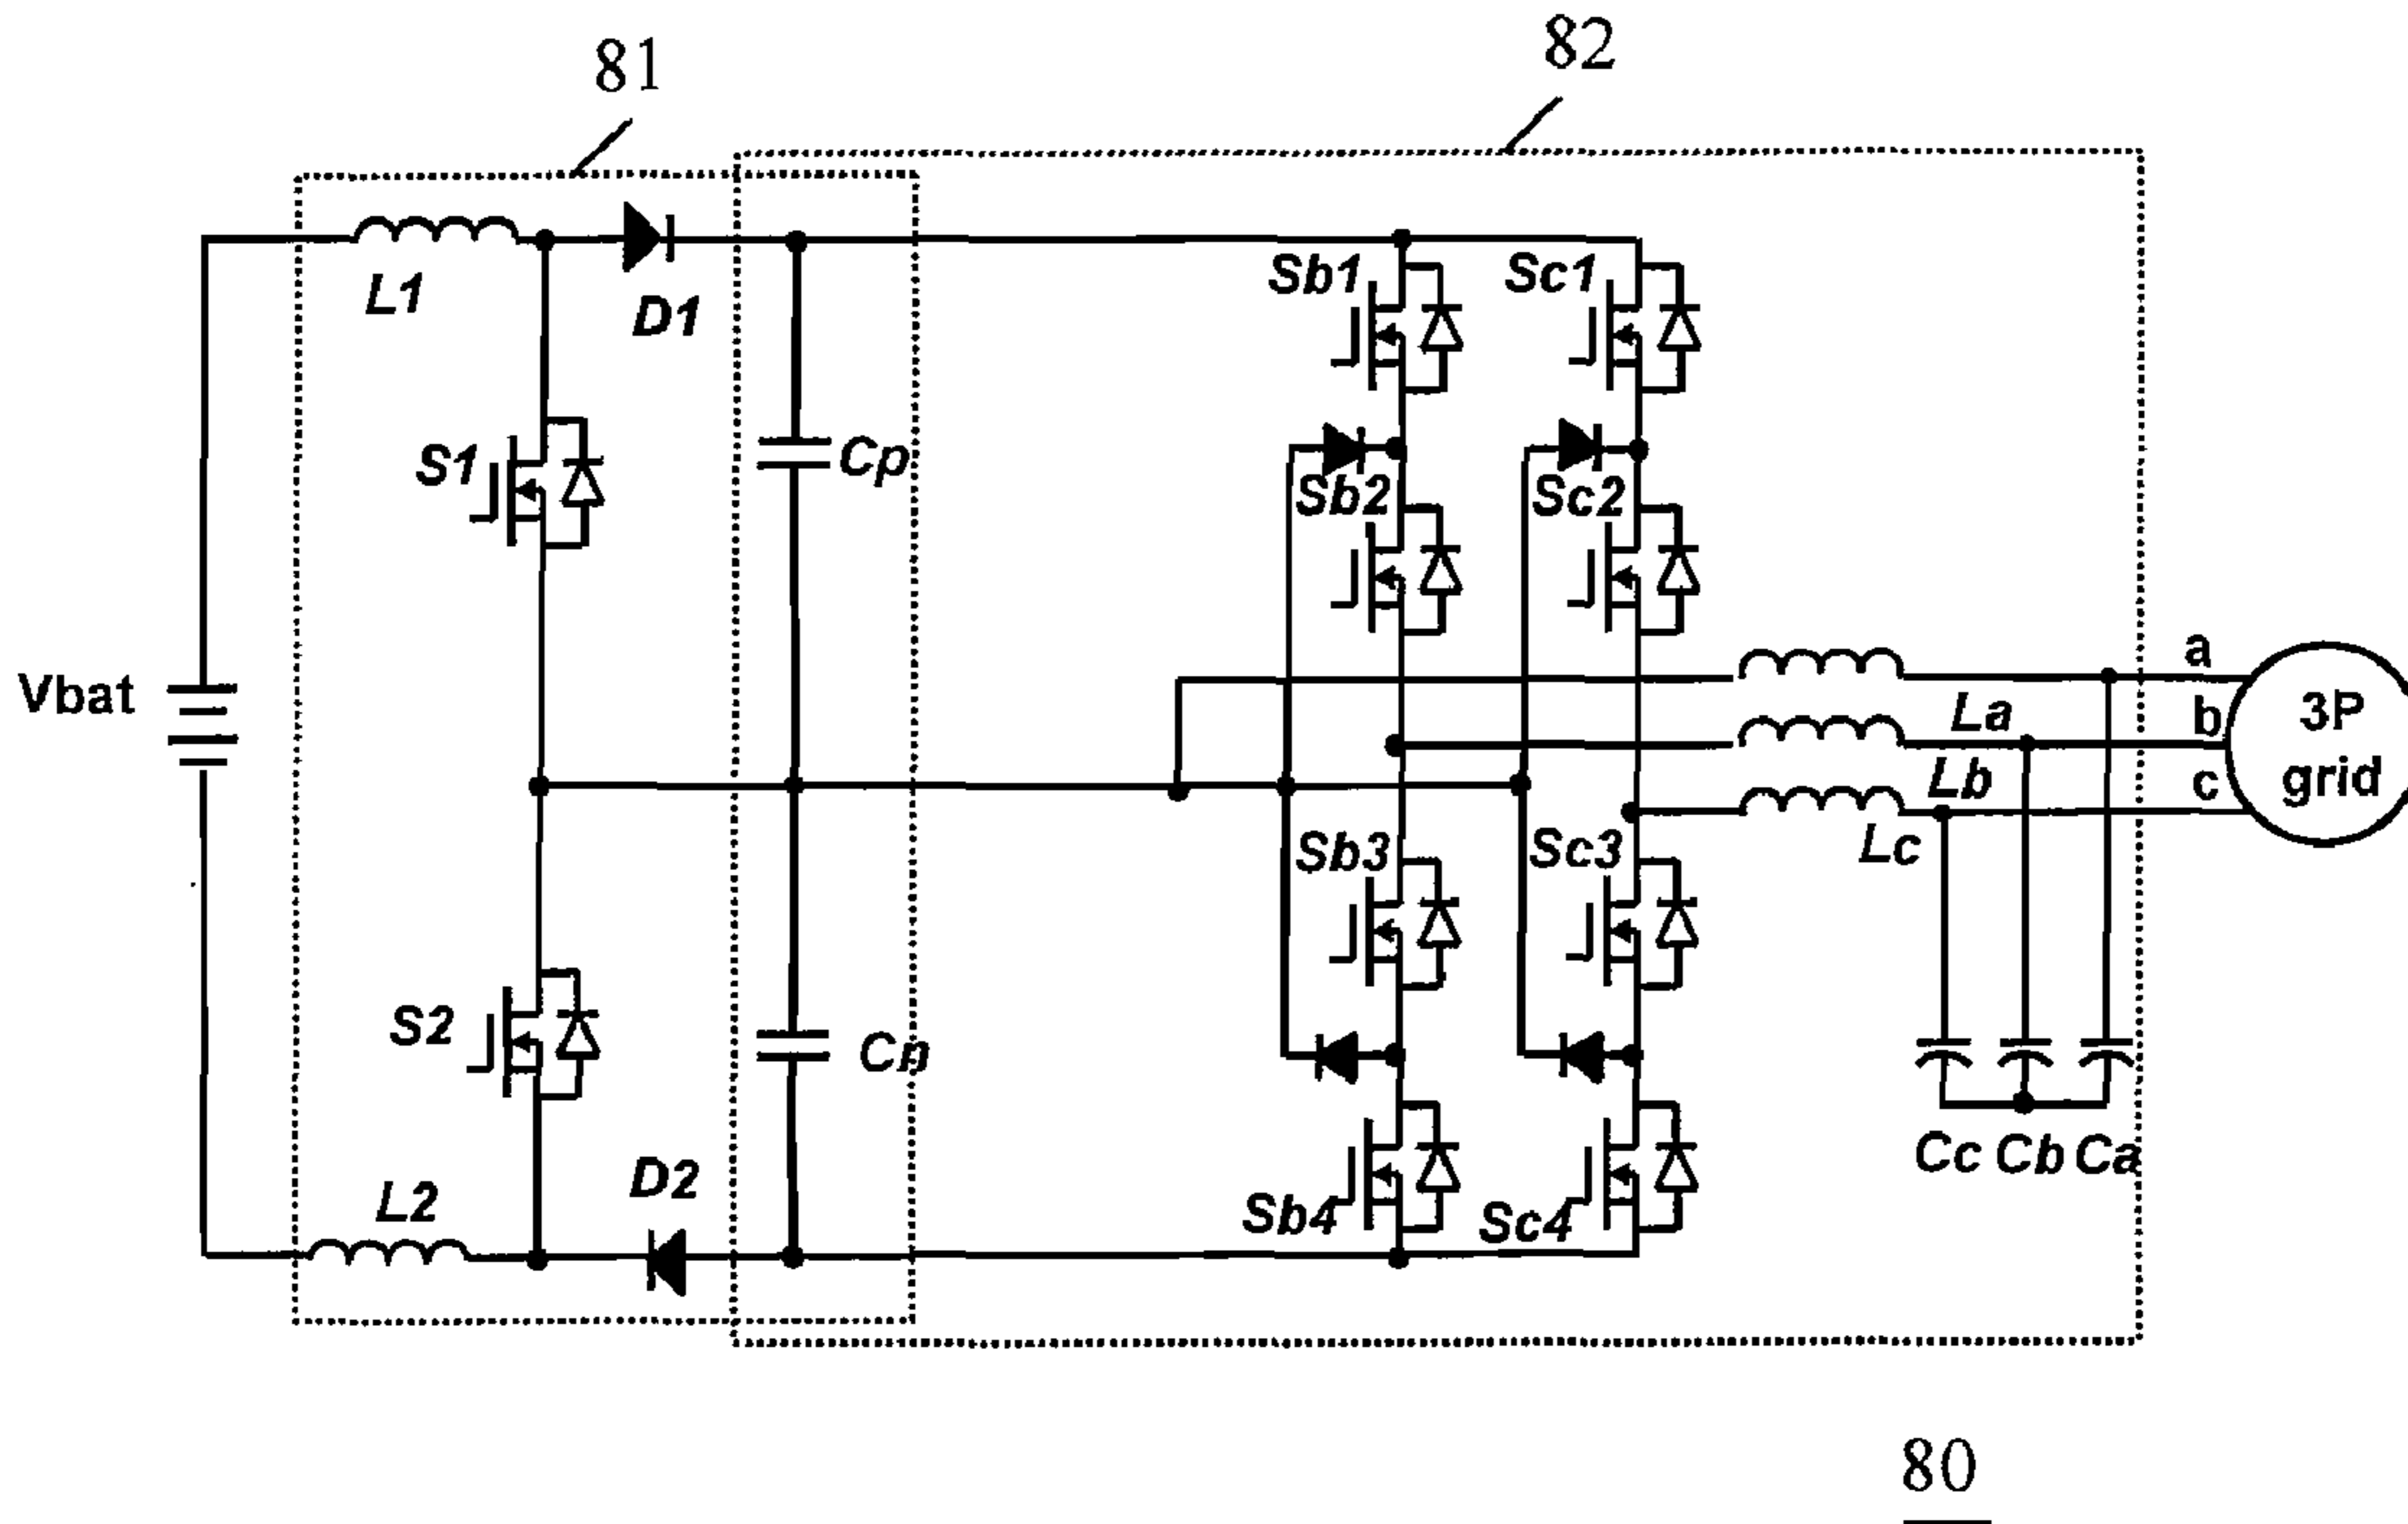 81
82
L1
D1
Sb1
Sc1
S1
Cp
Sb2
Sc2
Vbat
a
La
b
3P
grid
Lb
c
Lc
Sb3
Sc3
S2
Cn
L2
D2
Sb4
Sc4
Cc Cb Ca
80